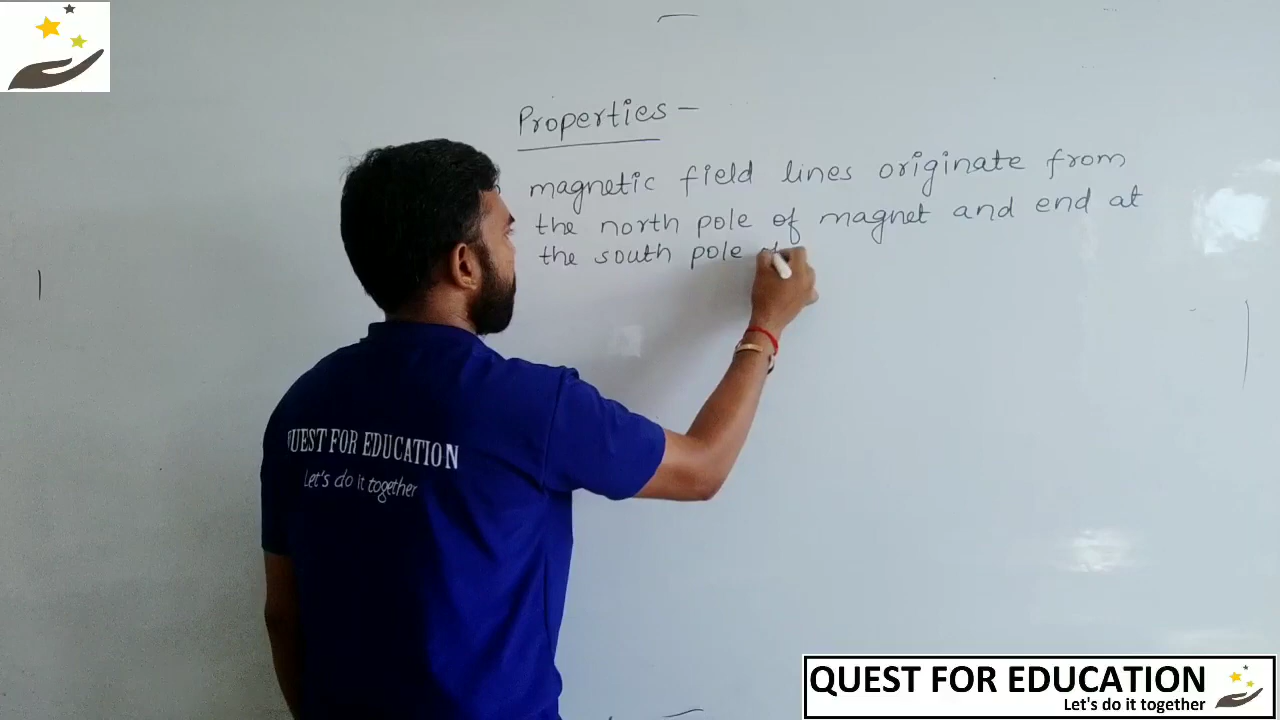 Properties -
magnetic field lines originate from
the north pole of magnet and end at
the south pole
QUEST FOR EDUCATION
Let's do it together
QUEST FOR EDUCATION
Let's do it together